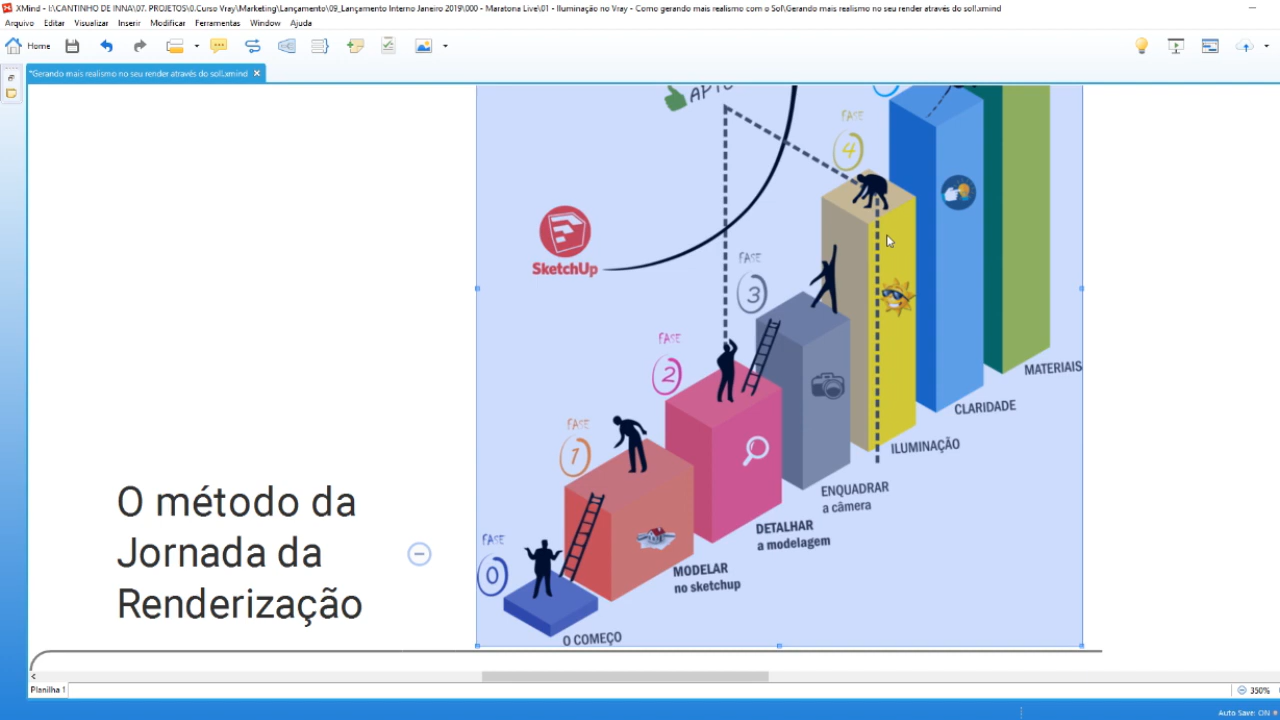 XMind - I:\CANTINHO DE INNA\07. PROJETOS\0.Curso Vray\Marketing\Lançamento\09_Lançamento Interno Janeiro 2019\000 - Maratona Live\01 - Iluminação no Vray - Como gerando mais realismo com o Sol\Gerando mais realismo no seu render através do sol!.xmind
Arquivo Editar Visualizar Inserir Modificar Ferramentas Window Ajuda
Home
*Gerando mais realismo no seu render através do sol!.xmind
FASE
4
SketchUp
FASE
3
FASE
2
MATERIAIS
CLARIDADE
FASE
1
ILUMINAÇÃO
ENQUADRAR
a câmera
DETALHAR
a modelagem
O método da
Jornada da
Renderização
FASE
0
MODELAR
no sketchup
O COMEÇO
Planilha 1
350%
Auto Save: ON